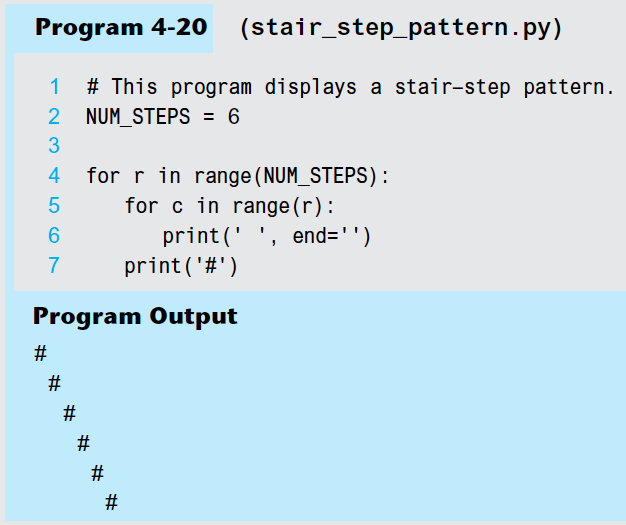 Program 4-20 (stair_step_pattern.py)
1 # This program displays a stair–step pattern.
2 NUM_STEPS = 6
3
4 for r in range(NUM_STEPS):
5     for c in range(r):
6         print(' ', end='')
7     print('#')
Program Output
#
 #
  #
   #
    #
     #